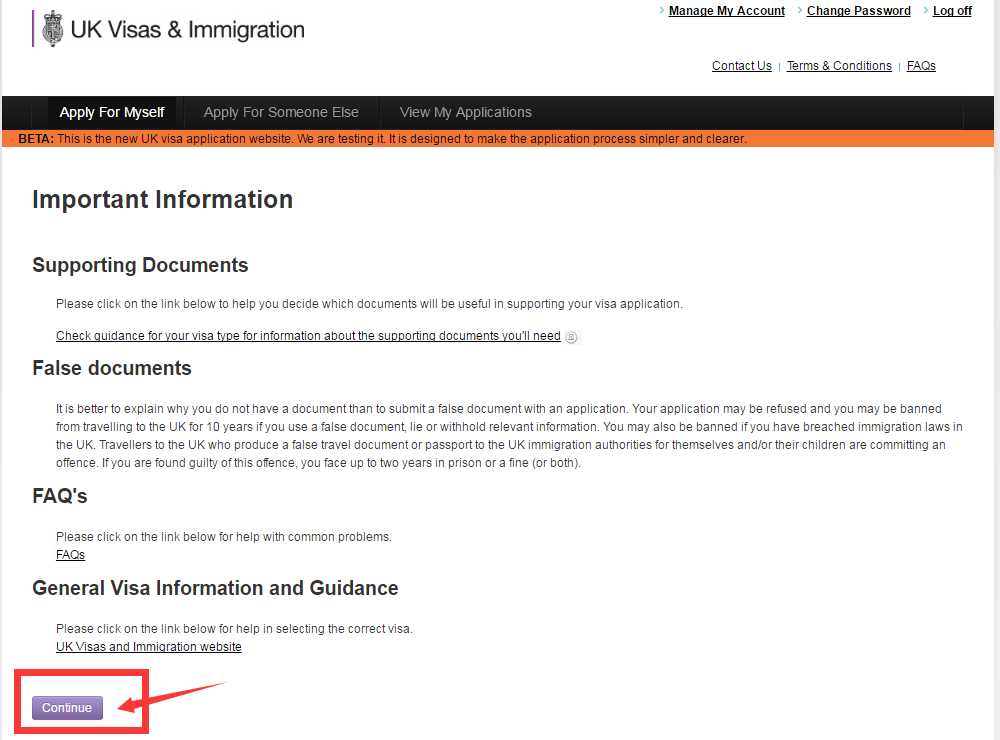 Manage My Account Change Password Log off
UK Visas & Immigration
Contact Us | Terms & Conditions | FAQs
Apply For Myself Apply For Someone Else View My Applications
BETA: This is the new UK visa application website. We are testing it. It is designed to make the application process simpler and clearer.
Important Information
Supporting Documents
Please click on the link below to help you decide which documents will be useful in supporting your visa application.
Check guidance for your visa type for information about the supporting documents you'll need
False documents
It is better to explain why you do not have a document than to submit a false document with an application. Your application may be refused and you may be banned
from travelling to the UK for 10 years if you use a false document, lie or withhold relevant information. You may also be banned if you have breached immigration laws in
the UK. Travellers to the UK who produce a false travel document or passport to the UK immigration authorities for themselves and/or their children are committing an
offence. If you are found guilty of this offence, you face up to two years in prison or a fine (or both).
FAQ's
Please click on the link below for help with common problems.
FAQs
General Visa Information and Guidance
Please click on the link below for help in selecting the correct visa.
UK Visas and Immigration website
Continue